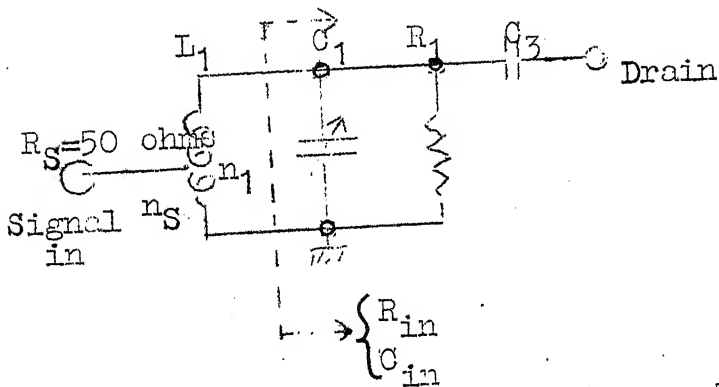 L1
C1
R1
C3
Drain
RS=50 ohms
n1
nS
Signal in
Rin
Cin